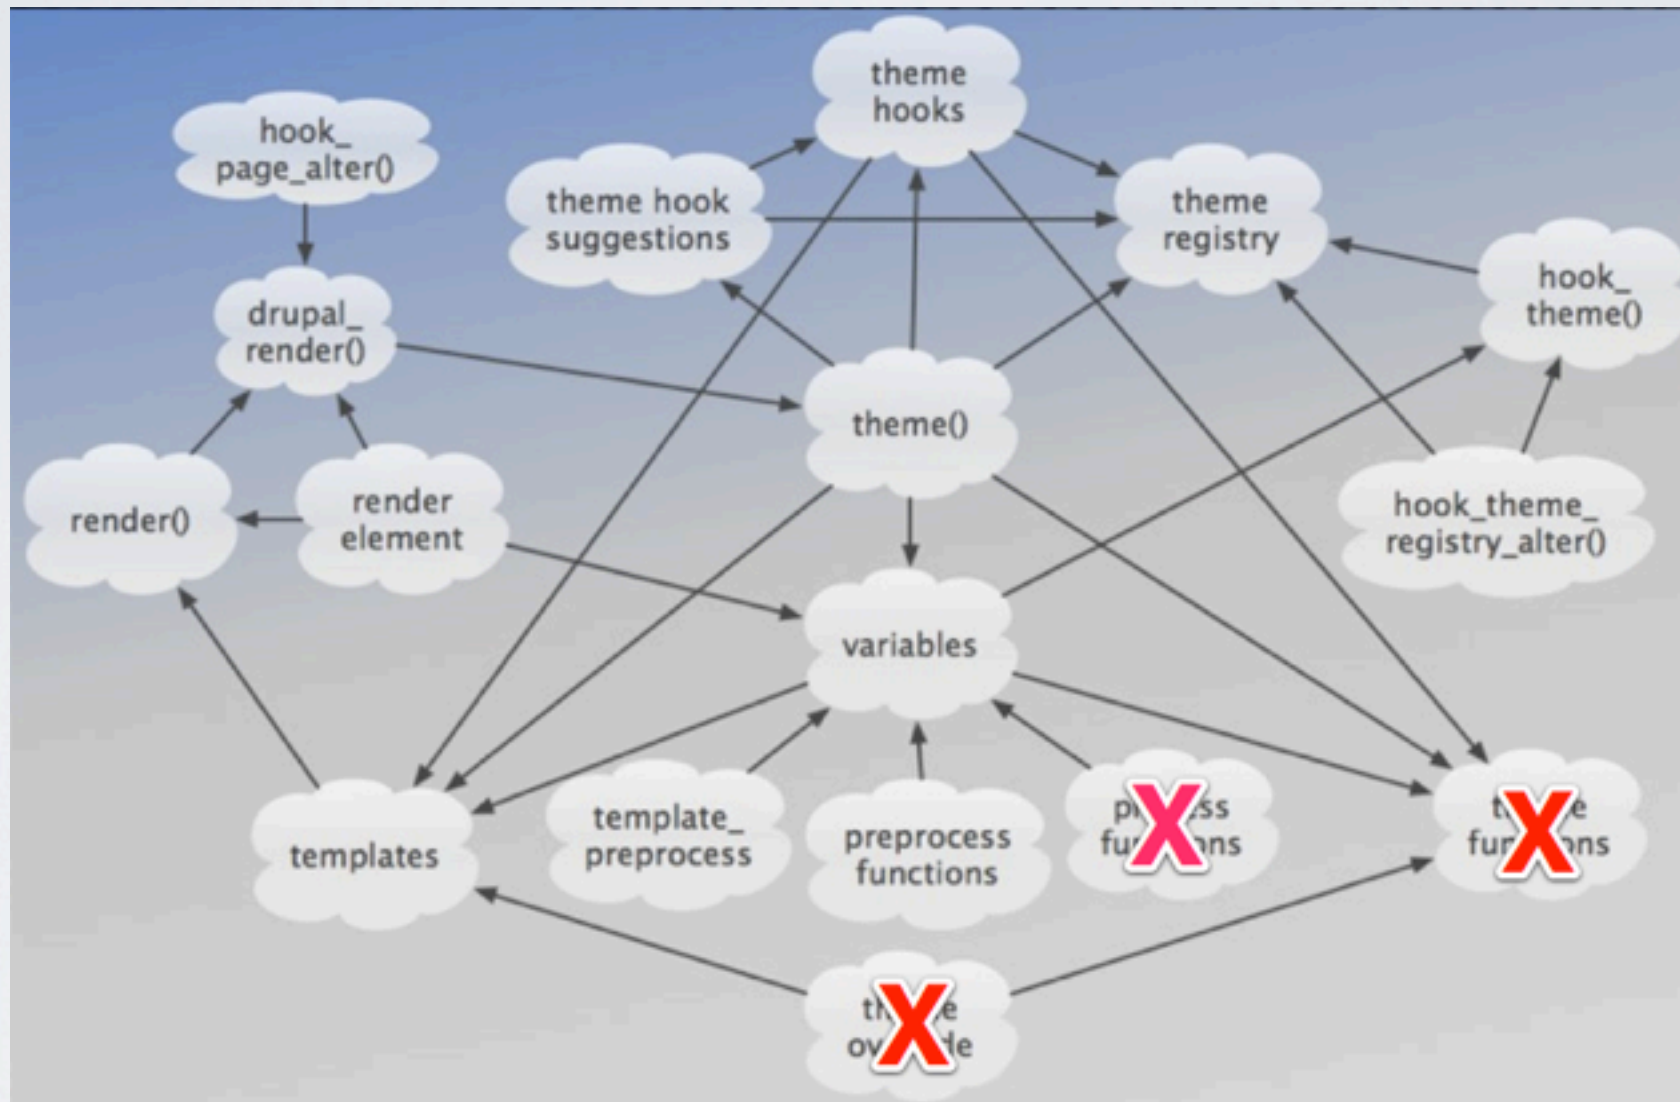 theme
hooks
hook_
page_alter()
theme hook
suggestions
theme
registry
hook_
theme()
drupal_
render()
theme()
render()
render
element
hook_theme_
registry_alter()
variables
templates
template_
preprocess
preprocess
functions
X
X
X